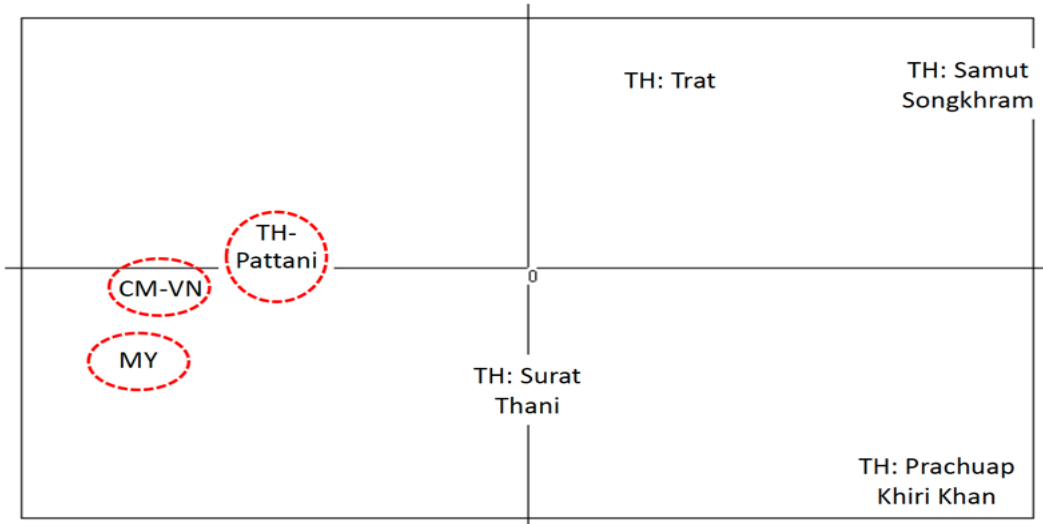 TH: Trat
TH: Samut
Songkhram
TH-
Pattani
0
CM-VN
MY
TH: Surat
Thani
TH: Prachuap
Khiri Khan